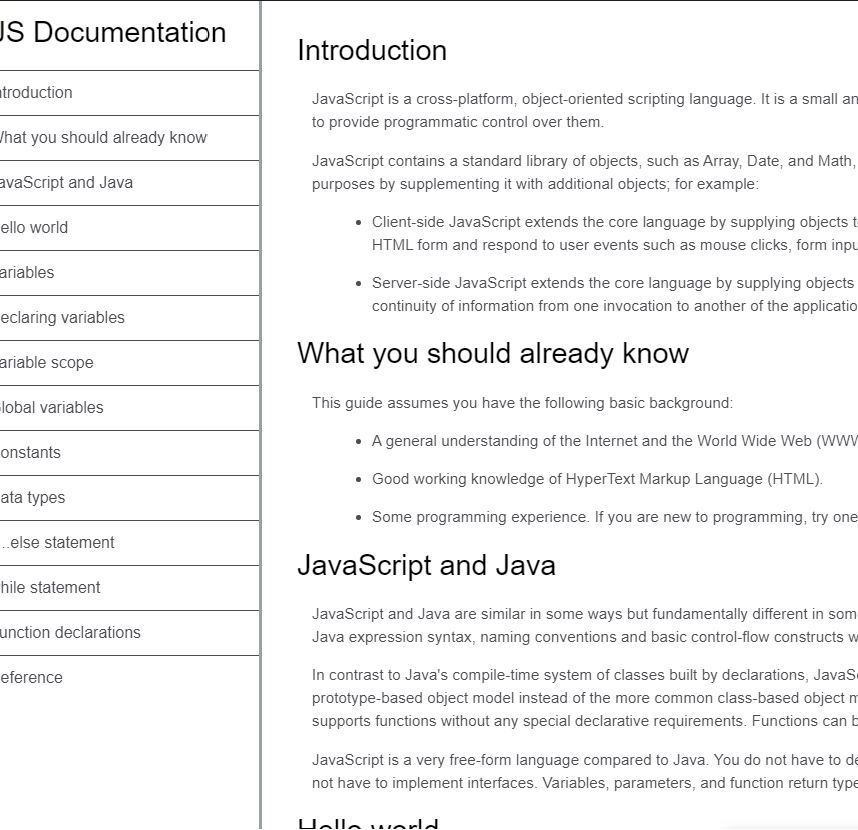 JS Documentation
ntroduction
What you should already know
avaScript and Java
ello world
ariables
eclaring variables
ariable scope
lobal variables
onstants
ata types
...else statement
hile statement
unction declarations
eference
Introduction
JavaScript is a cross-platform, object-oriented scripting language. It is a small an
to provide programmatic control over them.
JavaScript contains a standard library of objects, such as Array, Date, and Math,
purposes by supplementing it with additional objects; for example:
• Client-side JavaScript extends the core language by supplying objects t
HTML form and respond to user events such as mouse clicks, form inpu
• Server-side JavaScript extends the core language by supplying objects
continuity of information from one invocation to another of the applicatio
What you should already know
This guide assumes you have the following basic background:
• A general understanding of the Internet and the World Wide Web (WWW
• Good working knowledge of HyperText Markup Language (HTML).
• Some programming experience. If you are new to programming, try one
JavaScript and Java
JavaScript and Java are similar in some ways but fundamentally different in som
Java expression syntax, naming conventions and basic control-flow constructs w
In contrast to Java's compile-time system of classes built by declarations, JavaSc
prototype-based object model instead of the more common class-based object m
supports functions without any special declarative requirements. Functions can b
JavaScript is a very free-form language compared to Java. You do not have to de
not have to implement interfaces. Variables, parameters, and function return type
Hello world